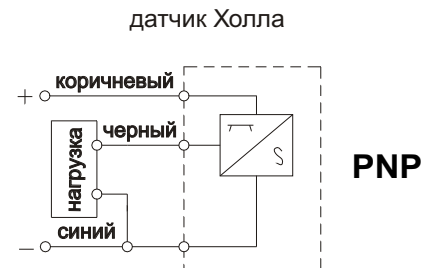 датчик Холла
+ коричневый
черный
нагрузка
PNP
S
синий
−